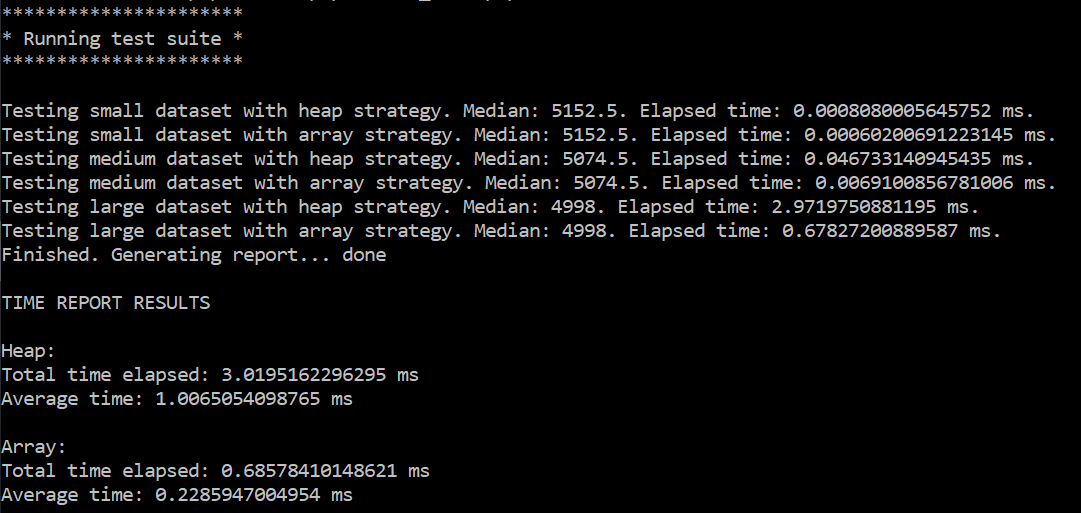 **********************
* Running test suite *
**********************
Testing small dataset with heap strategy. Median: 5152.5. Elapsed time: 0.0008080005645752 ms.
Testing small dataset with array strategy. Median: 5152.5. Elapsed time: 0.00060200691223145 ms.
Testing medium dataset with heap strategy. Median: 5074.5. Elapsed time: 0.046733140945435 ms.
Testing medium dataset with array strategy. Median: 5074.5. Elapsed time: 0.0069100856781006 ms.
Testing large dataset with heap strategy. Median: 4998. Elapsed time: 2.9719750881195 ms.
Testing large dataset with array strategy. Median: 4998. Elapsed time: 0.67827200889587 ms.
Finished. Generating report... done
TIME REPORT RESULTS
Heap:
Total time elapsed: 3.0195162296295 ms
Average time: 1.0065054098765 ms
Array:
Total time elapsed: 0.68578410148621 ms
Average time: 0.2285947004954 ms